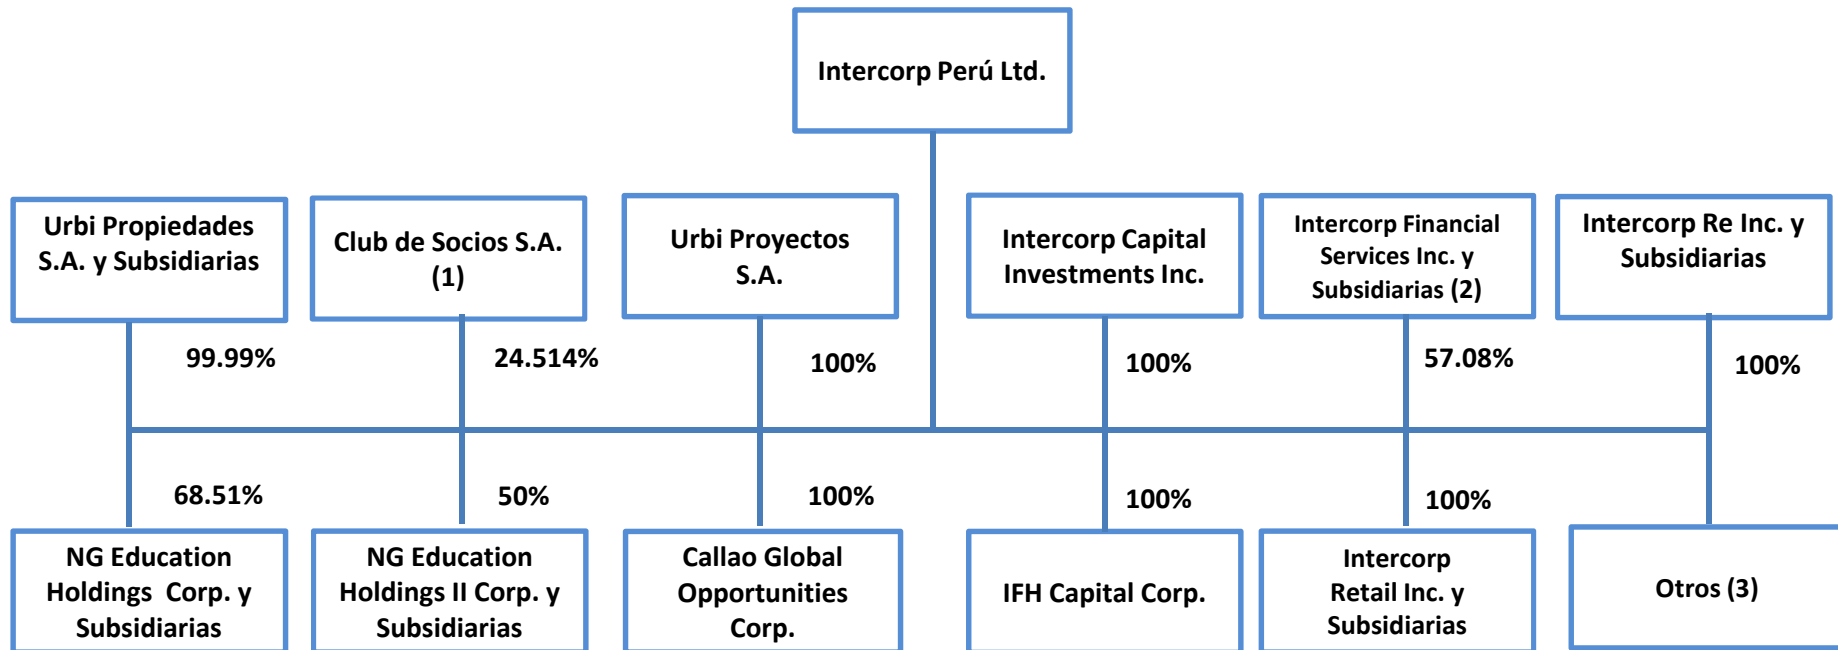 Intercorp Perú Ltd.
Urbi Propiedades
S.A. y Subsidiarias
Club de Socios S.A.
(1)
Urbi Proyectos
S.A.
Intercorp Capital
Investments Inc.
Intercorp Financial
Services Inc. y
Subsidiarias (2)
Intercorp Re Inc. y
Subsidiarias
99.99%
24.514%
100%
100%
57.08%
100%
68.51%
50%
100%
100%
100%
NG Education
Holdings Corp. y
Subsidiarias
NG Education
Holdings II Corp. y
Subsidiarias
Callao Global
Opportunities
Corp.
IFH Capital Corp.
Intercorp
Retail Inc. y
Subsidiarias
Otros (3)